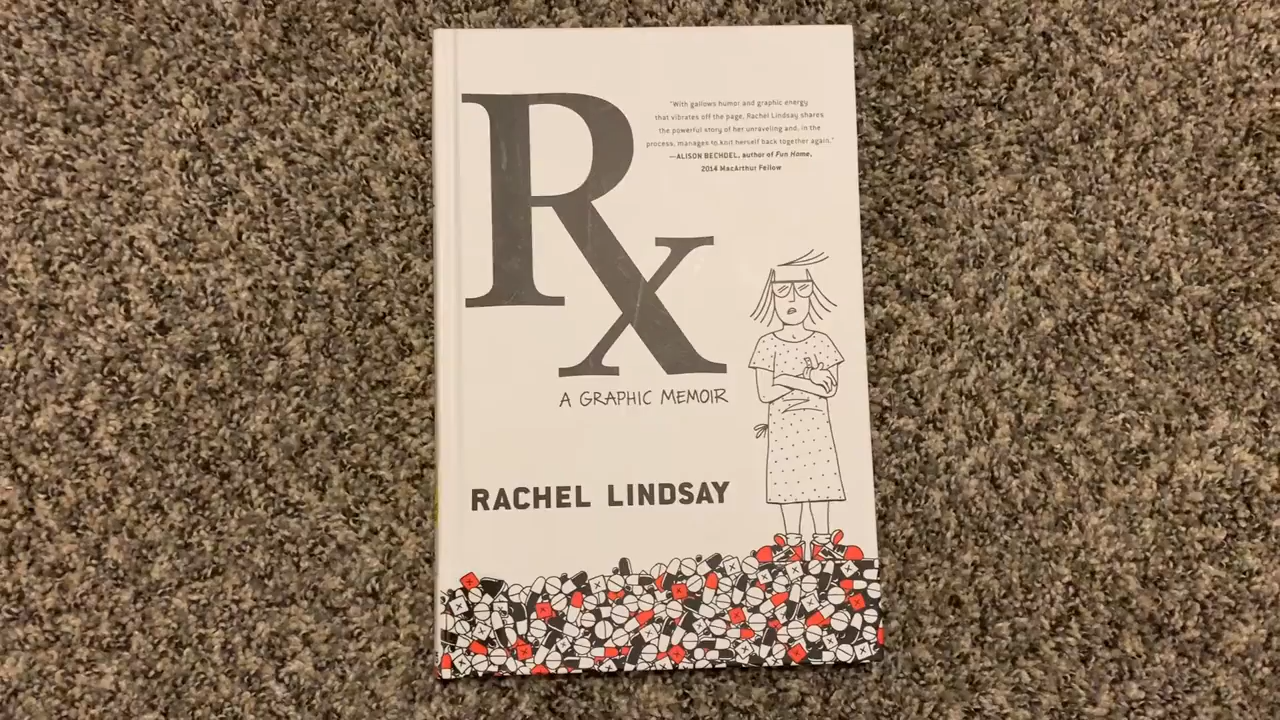 Rx
"With gallows humor and graphic energy
that vibrates off the page, Rachel Lindsay shares
the powerful story of her unraveling and, in the
process, manages to knit herself back together again."
—ALISON BECHDEL, author of Fun Home,
2014 MacArthur Fellow
A GRAPHIC MEMOIR
RACHEL LINDSAY